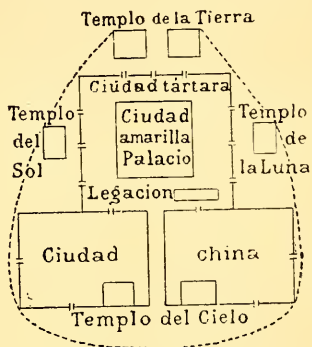 Templo de la Tierra
Ciudad tártara
Templo
del
Sol
Ciudad
amarilla
Palacio
Templo
de
la Luna
Legacion
Ciudad china
Templo del Cielo